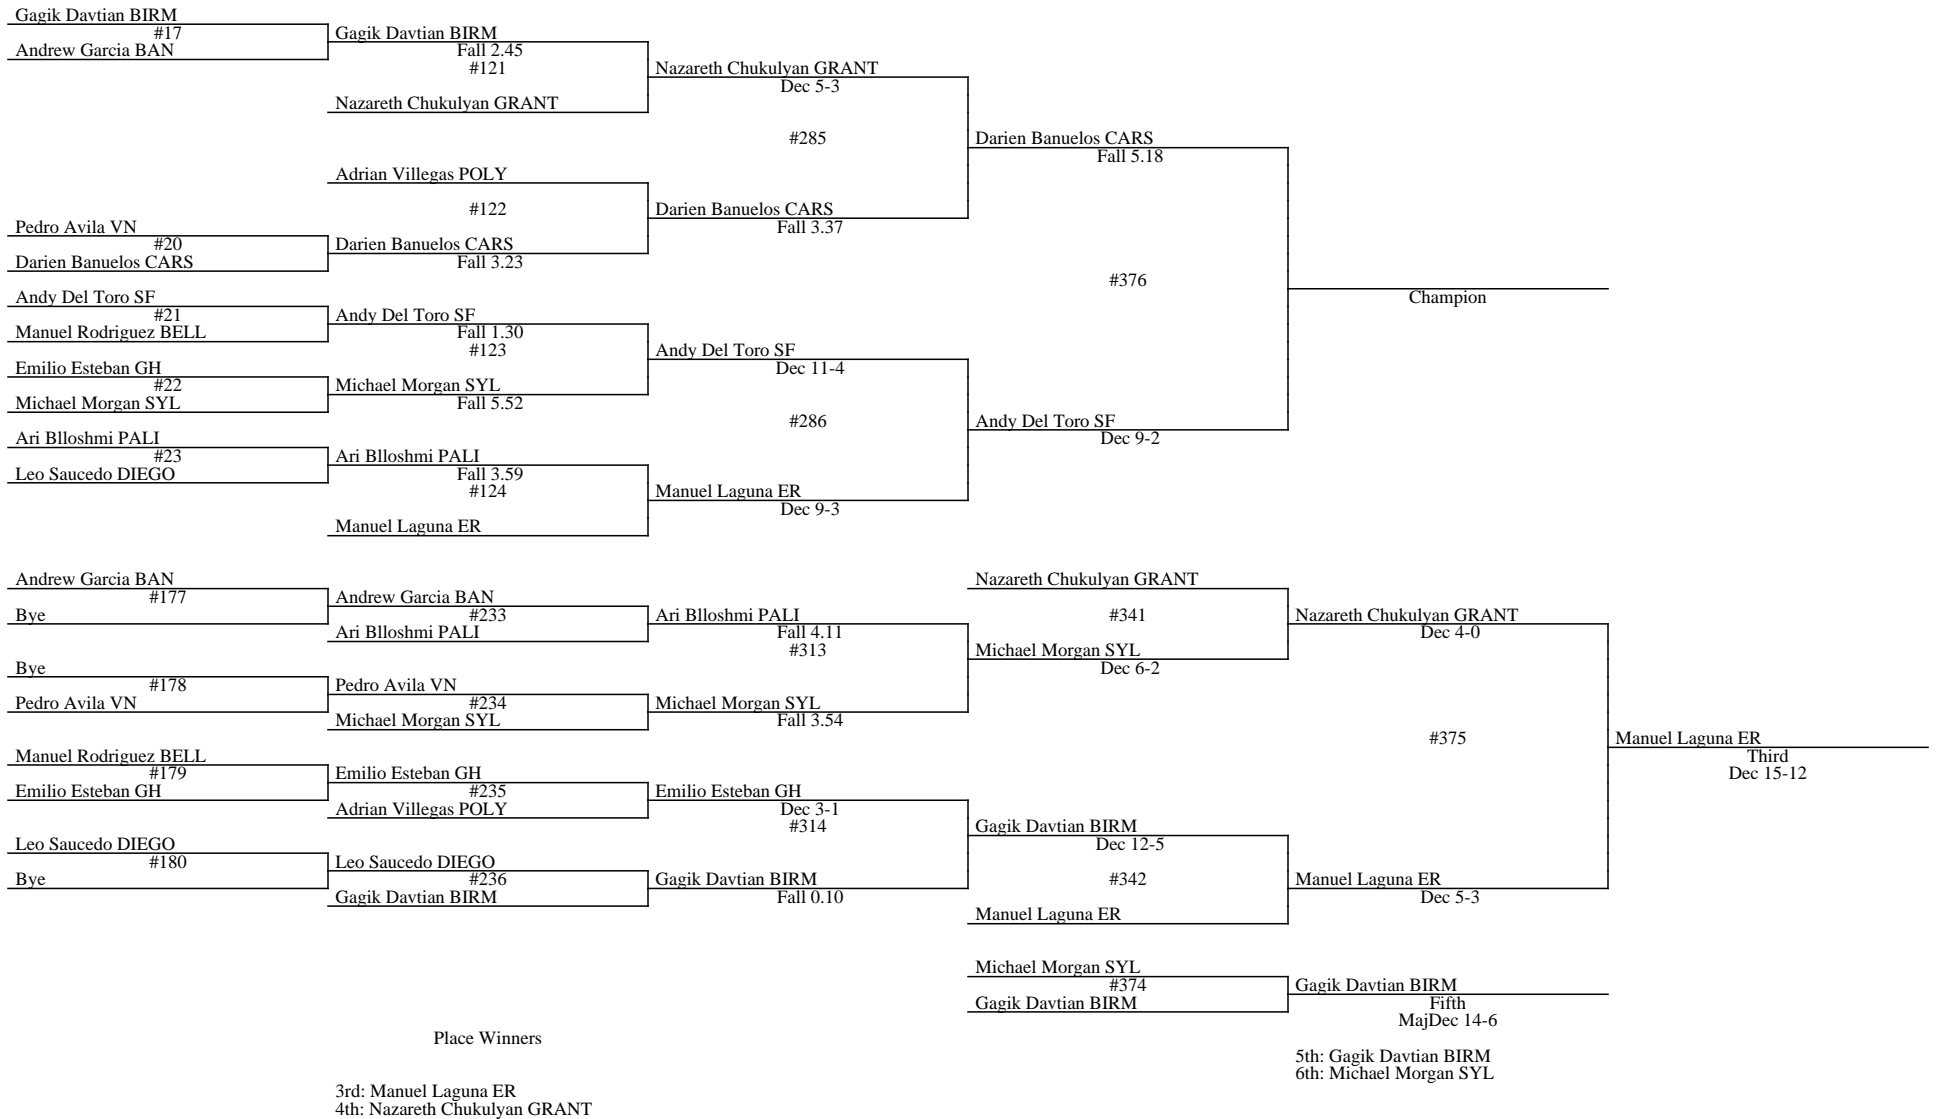 Gagik Davtian BIRM
#17
Andrew Garcia BAN
Gagik Davtian BIRM
Fall 2.45
#121
Nazareth Chukulyan GRANT
Nazareth Chukulyan GRANT
Dec 5-3
#285
Adrian Villegas POLY
#122
Pedro Avila VN
#20
Darien Banuelos CARS
Darien Banuelos CARS
Fall 3.23
Darien Banuelos CARS
Fall 3.37
Darien Banuelos CARS
Fall 5.18
#376
Champion
Andy Del Toro SF
#21
Manuel Rodriguez BELL
Andy Del Toro SF
Fall 1.30
#123
Emilio Esteban GH
#22
Michael Morgan SYL
Michael Morgan SYL
Fall 5.52
Andy Del Toro SF
Dec 11-4
#286
Andy Del Toro SF
Dec 9-2
Ari Blloshmi PALI
#23
Leo Saucedo DIEGO
Ari Blloshmi PALI
Fall 3.59
#124
Manuel Laguna ER
Manuel Laguna ER
Dec 9-3
Andrew Garcia BAN
#177
Bye
Andrew Garcia BAN
#233
Ari Blloshmi PALI
Ari Blloshmi PALI
Fall 4.11
#313
Bye
#178
Pedro Avila VN
Pedro Avila VN
#234
Michael Morgan SYL
Michael Morgan SYL
Fall 3.54
Nazareth Chukulyan GRANT
#341
Michael Morgan SYL
Dec 6-2
Nazareth Chukulyan GRANT
Dec 4-0
#375
Manuel Laguna ER
Third
Dec 15-12
Manuel Rodriguez BELL
#179
Emilio Esteban GH
Emilio Esteban GH
#235
Adrian Villegas POLY
Emilio Esteban GH
Dec 3-1
#314
Leo Saucedo DIEGO
#180
Bye
Leo Saucedo DIEGO
#236
Gagik Davtian BIRM
Gagik Davtian BIRM
Fall 0.10
Gagik Davtian BIRM
Dec 12-5
#342
Manuel Laguna ER
Manuel Laguna ER
Dec 5-3
Michael Morgan SYL
#374
Gagik Davtian BIRM
Gagik Davtian BIRM
Fifth
MajDec 14-6
Place Winners
5th: Gagik Davtian BIRM
6th: Michael Morgan SYL
3rd: Manuel Laguna ER
4th: Nazareth Chukulyan GRANT